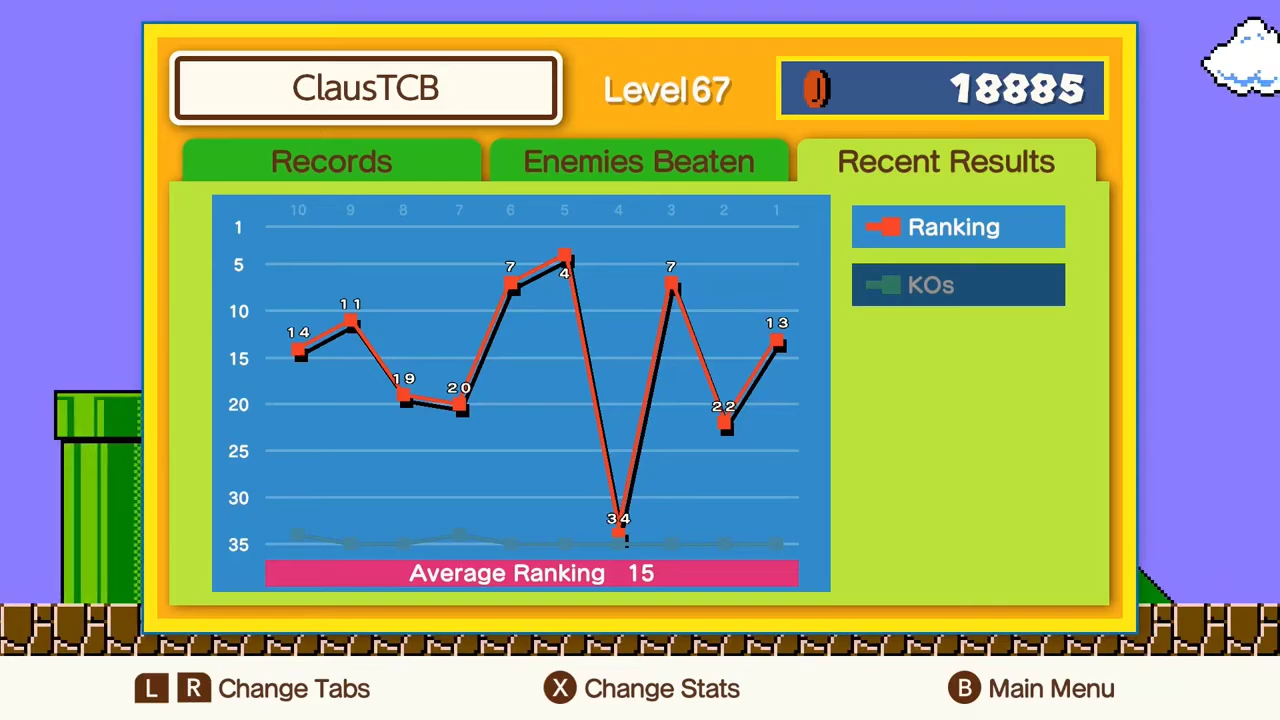 ClausTCB
Level 67
18885
Records
Enemies Beaten
Recent Results
10 9 8 7 6 5 4 3 2 1
1
5
10
15
20
25
30
35
14 11 19 20 7 4 34 7 22 13
Average Ranking 15
Ranking
KOs
L R Change Tabs
X Change Stats
B Main Menu